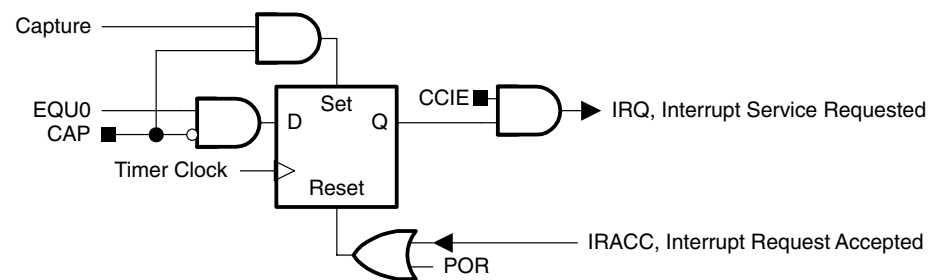 Capture
Set
EQU0
CAP
D
Q
CCIE
IRQ, Interrupt Service Requested
Timer Clock
Reset
IRACC, Interrupt Request Accepted
POR